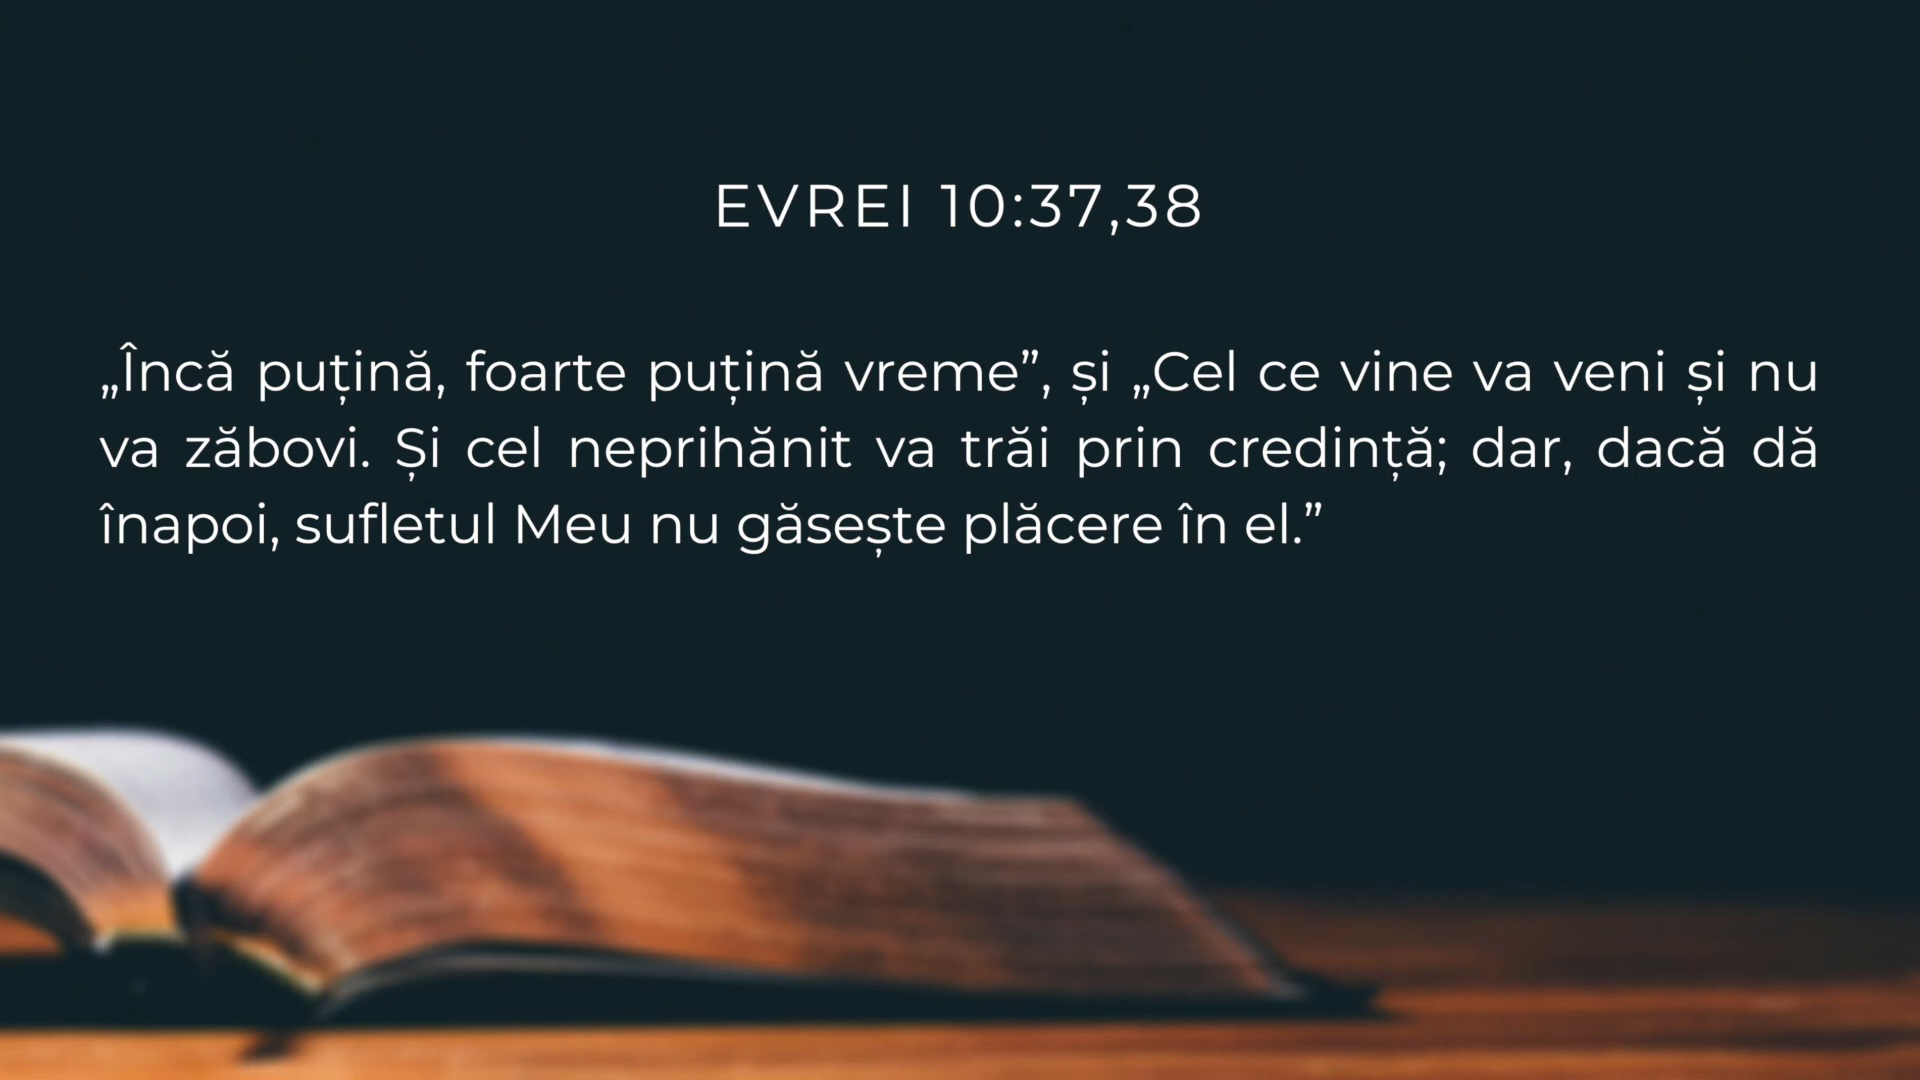 EVREI 10:37,38
„Încă puțină, foarte puțină vreme”, și „Cel ce vine va veni și nu
va zăbovi. Și cel neprihănit va trăi prin credință; dar, dacă dă
înapoi, sufletul Meu nu găsește plăcere în el.”